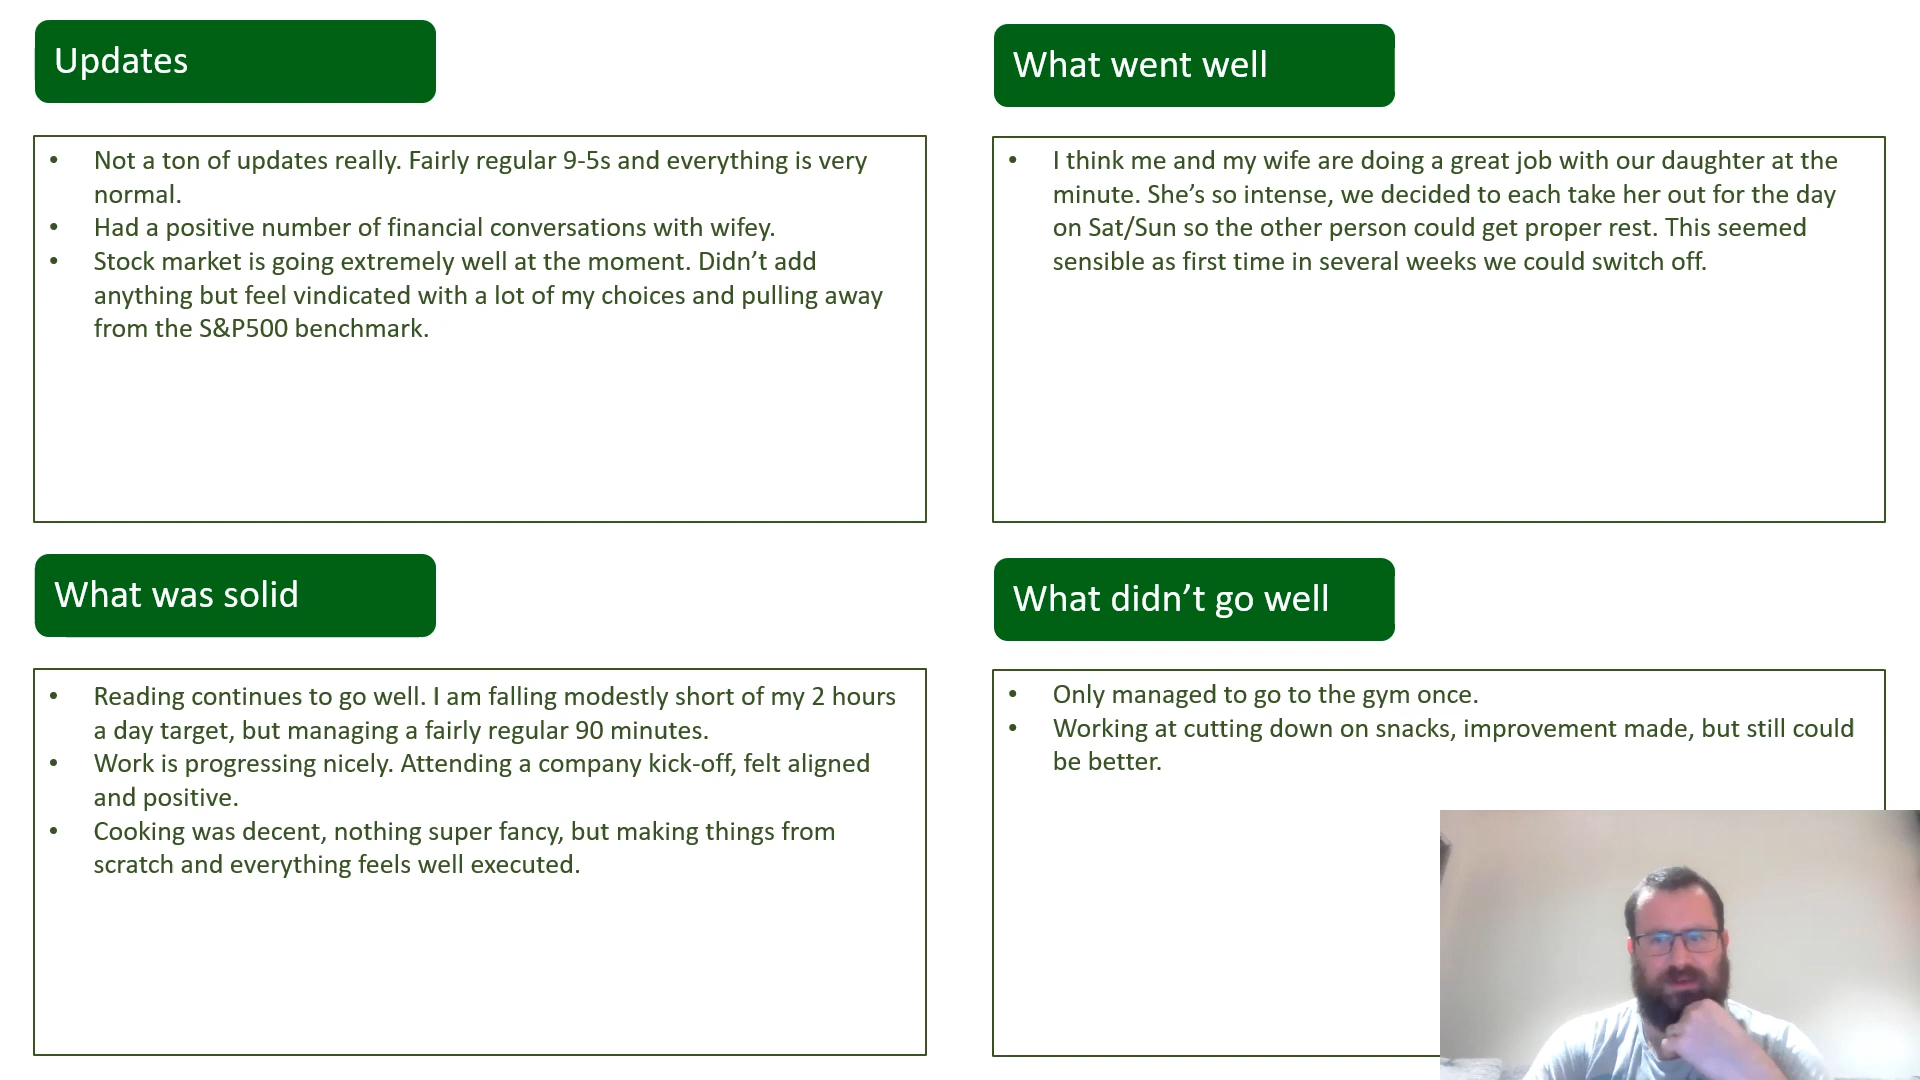 Updates
• Not a ton of updates really. Fairly regular 9-5s and everything is very
normal.
• Had a positive number of financial conversations with wifey.
• Stock market is going extremely well at the moment. Didn’t add
anything but feel vindicated with a lot of my choices and pulling away
from the S&P500 benchmark.
What went well
• I think me and my wife are doing a great job with our daughter at the
minute. She’s so intense, we decided to each take her out for the day
on Sat/Sun so the other person could get proper rest. This seemed
sensible as first time in several weeks we could switch off.
What was solid
• Reading continues to go well. I am falling modestly short of my 2 hours
a day target, but managing a fairly regular 90 minutes.
• Work is progressing nicely. Attending a company kick-off, felt aligned
and positive.
• Cooking was decent, nothing super fancy, but making things from
scratch and everything feels well executed.
What didn’t go well
• Only managed to go to the gym once.
• Working at cutting down on snacks, improvement made, but still could
be better.